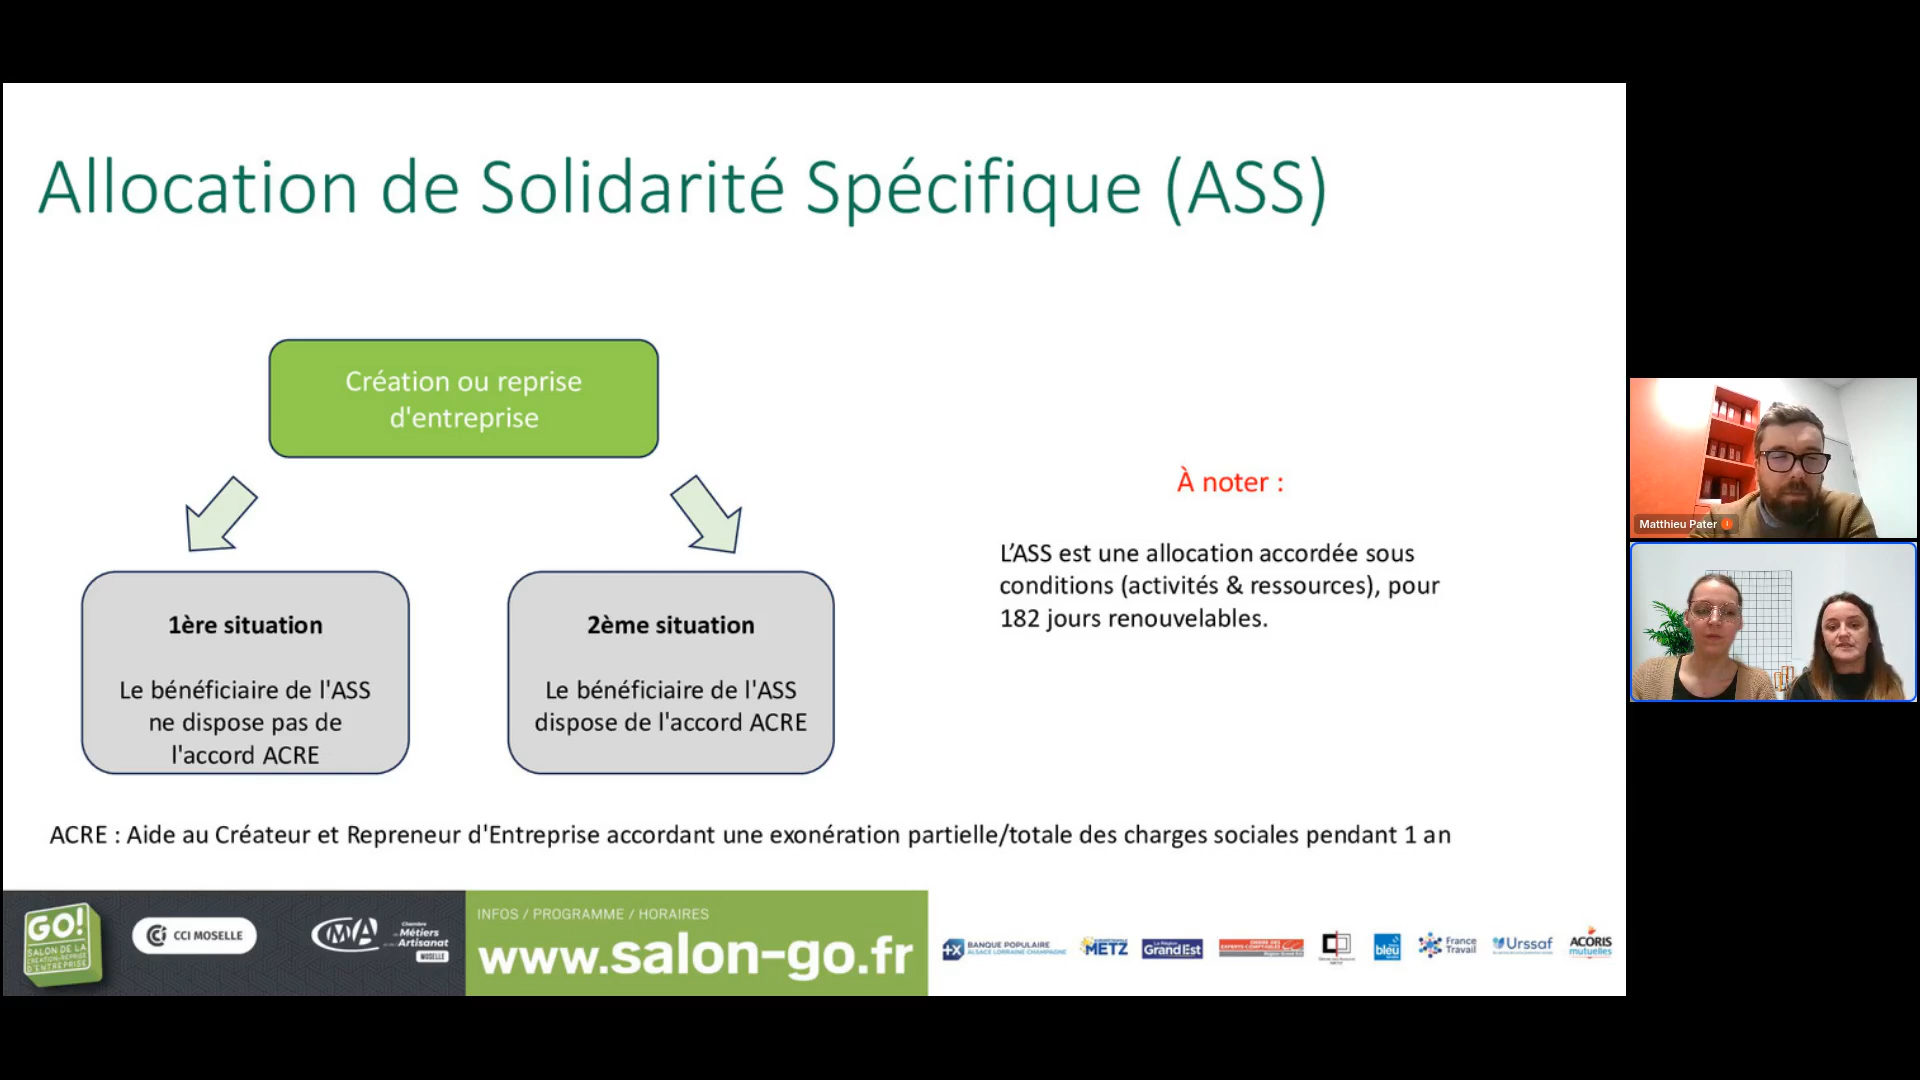 Allocation de Solidarité Spécifique (ASS)
Création ou reprise
d'entreprise
1ère situation
Le bénéficiaire de l'ASS
ne dispose pas de
l'accord ACRE
2ème situation
Le bénéficiaire de l'ASS
dispose de l'accord ACRE
À noter :
L'ASS est une allocation accordée sous
conditions (activités & ressources), pour
182 jours renouvelables.
ACRE : Aide au Créateur et Repreneur d'Entreprise accordant une exonération partielle/totale des charges sociales pendant 1 an
Matthieu Pater
GO!
SALON DE LA
CRÉATION-REPRISE
D'ENTREPRISE
CCI MOSELLE
CMA
Chambre
de Métiers
et de l'Artisanat
MOSELLE
INFOS / PROGRAMME / HORAIRES
www.salon-go.fr
BANQUE POPULAIRE
ALSACE LORRAINE CHAMPAGNE
METZ
La Région
GrandEst
ORDRE DES
EXPERTS-COMPTABLES
bleu
France
Travail
Urssaf
ACORIS
mutuelles